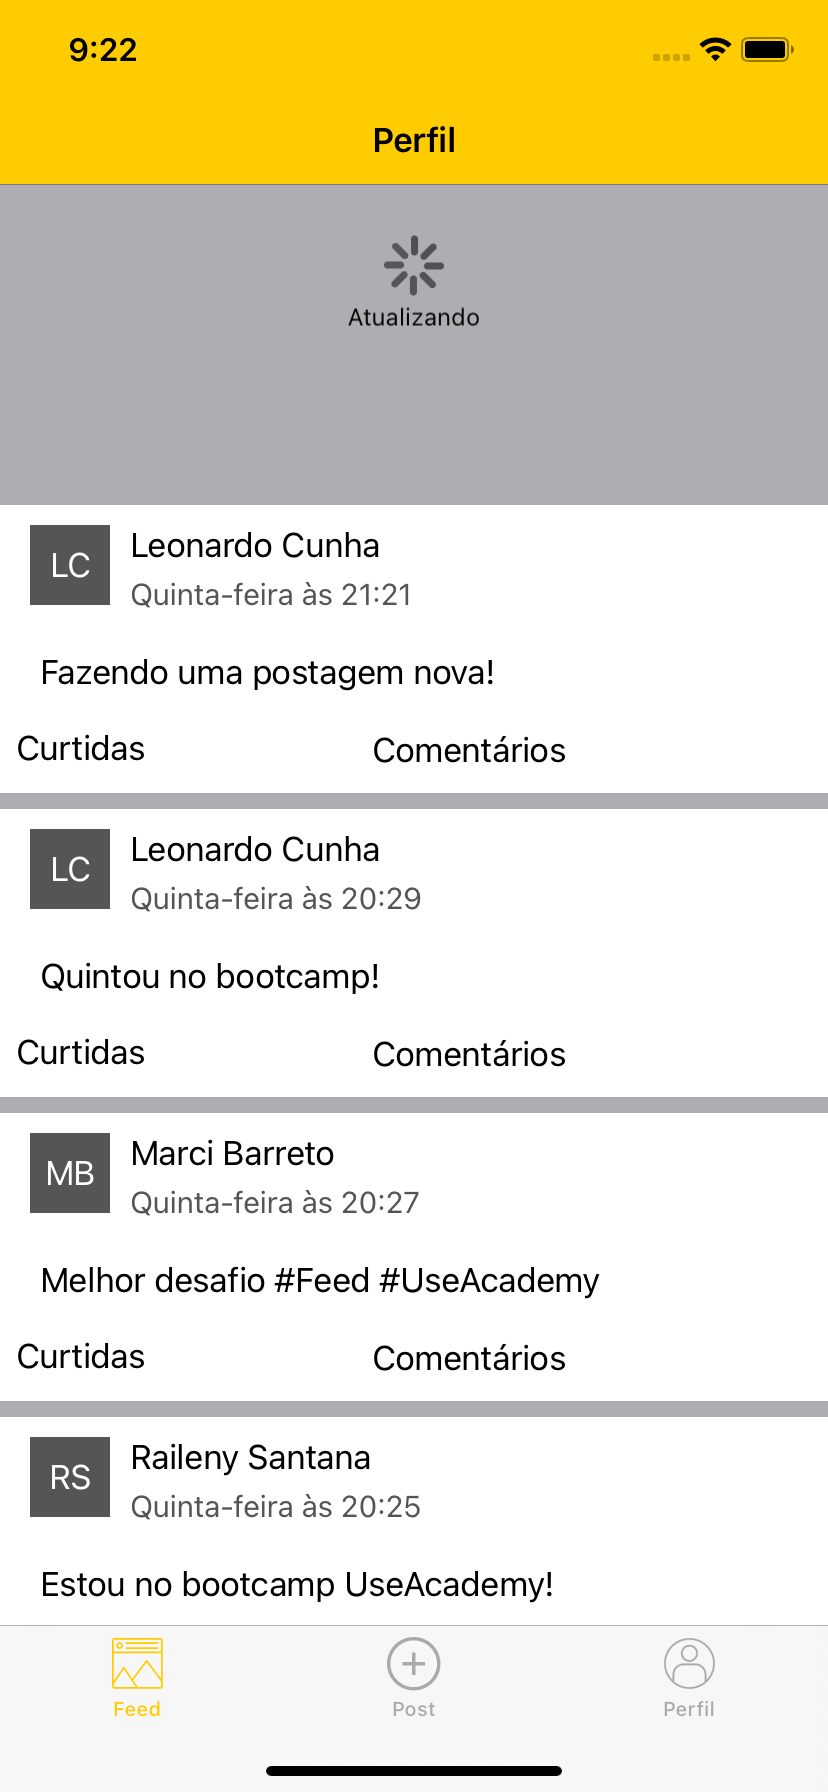 9:22
Perfil
Atualizando
LC
Leonardo Cunha
Quinta-feira às 21:21
Fazendo uma postagem nova!
Curtidas Comentários
LC
Leonardo Cunha
Quinta-feira às 20:29
Quintou no bootcamp!
Curtidas Comentários
MB
Marci Barreto
Quinta-feira às 20:27
Melhor desafio #Feed #UseAcademy
Curtidas Comentários
RS
Raileny Santana
Quinta-feira às 20:25
Estou no bootcamp UseAcademy!
Feed Post Perfil